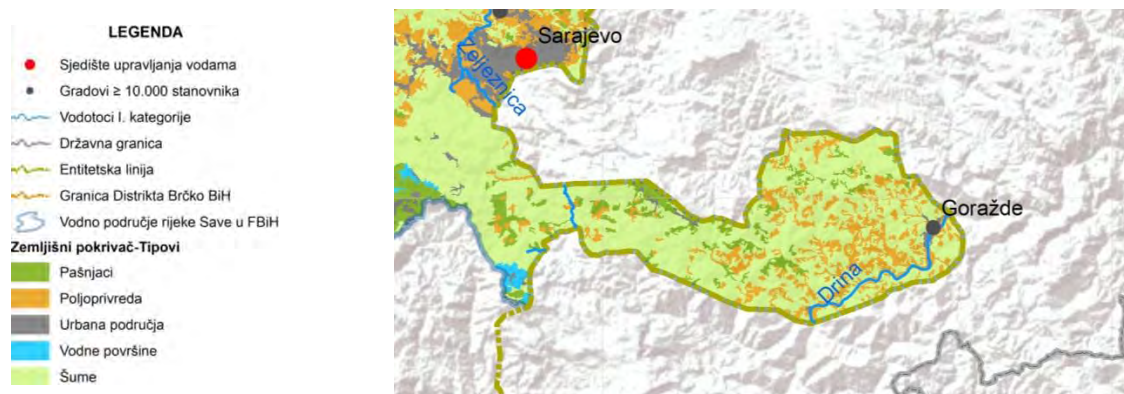 LEGENDA
Sjedište upravljanja vodama
Gradovi ≥ 10.000 stanovnika
Vodotoci I. kategorije
Državna granica
Entitetska linija
Granica Distrikta Brčko BiH
Vodno područje rijeke Save u FBiH
Zemljišni pokrivač-Tipovi
Pašnjaci
Poljoprivreda
Urbana područja
Vodne površine
Šume
Sarajevo
Željeznica
Goražde
Drina